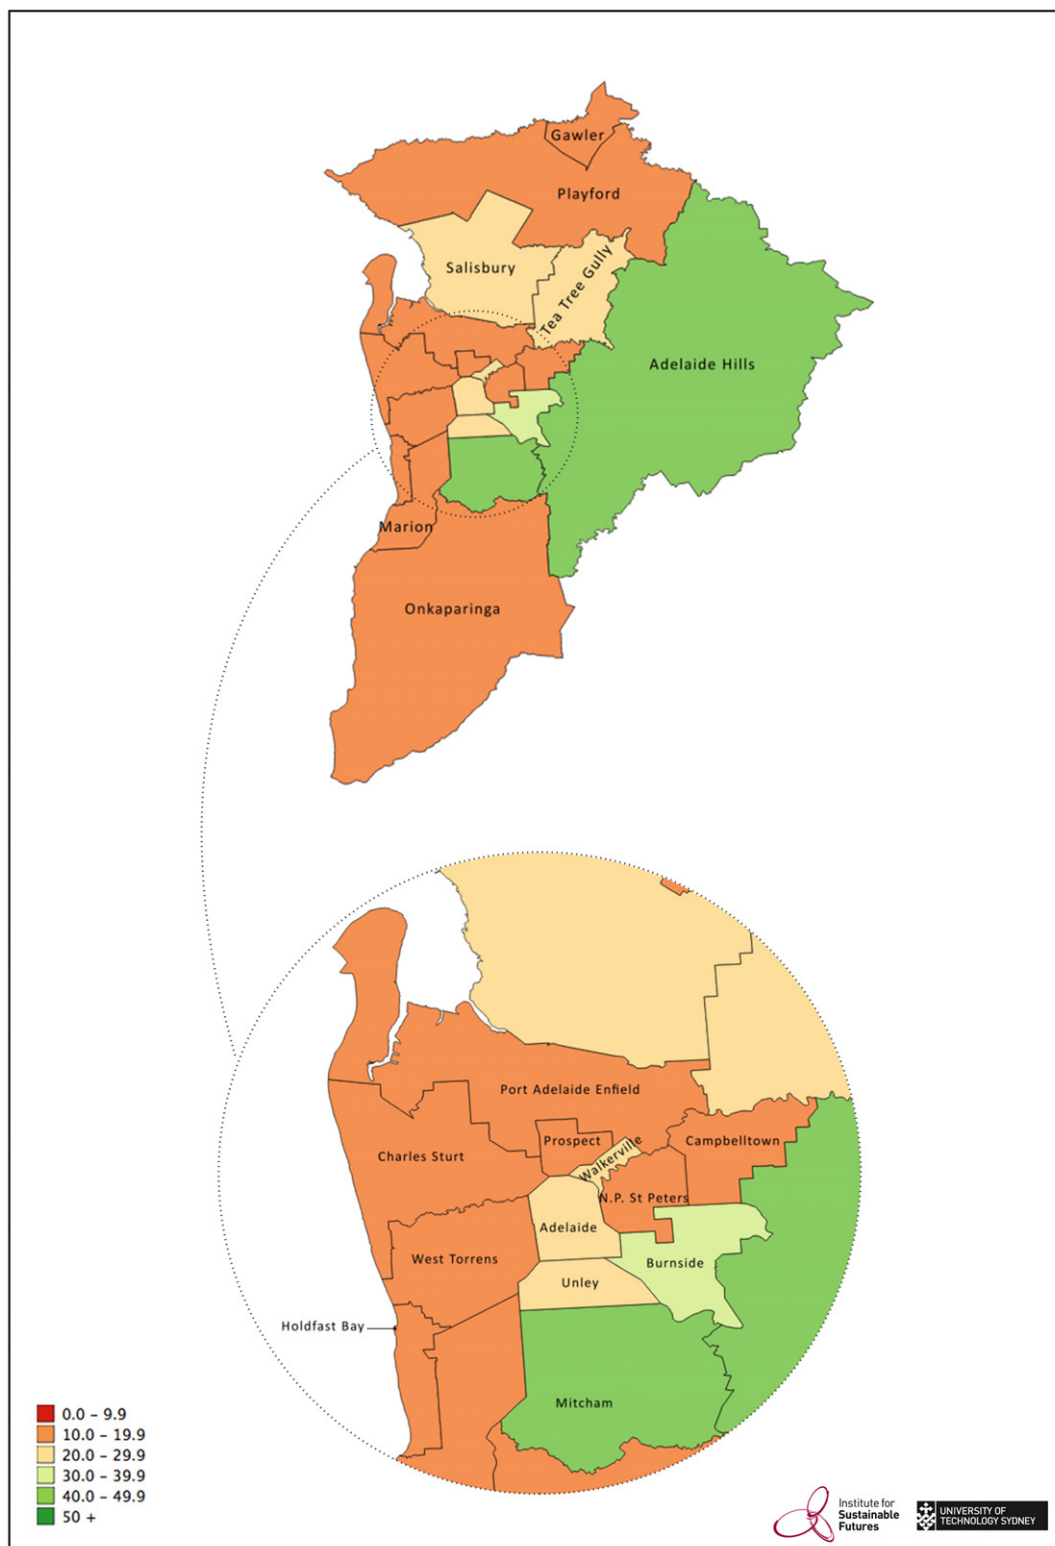 Gawler
Playford
Salisbury
Tea Tree Gully
Adelaide Hills
Marion
Onkaparinga
Port Adelaide Enfield
Prospect
Walkerville
Campbelltown
Charles Sturt
N.P. St Peters
Adelaide
West Torrens
Burnside
Unley
Holdfast Bay
Mitcham
0.0 – 9.9
10.0 – 19.9
20.0 – 29.9
30.0 – 39.9
40.0 – 49.9
50 +
Institute for
Sustainable
Futures
UNIVERSITY OF
TECHNOLOGY SYDNEY